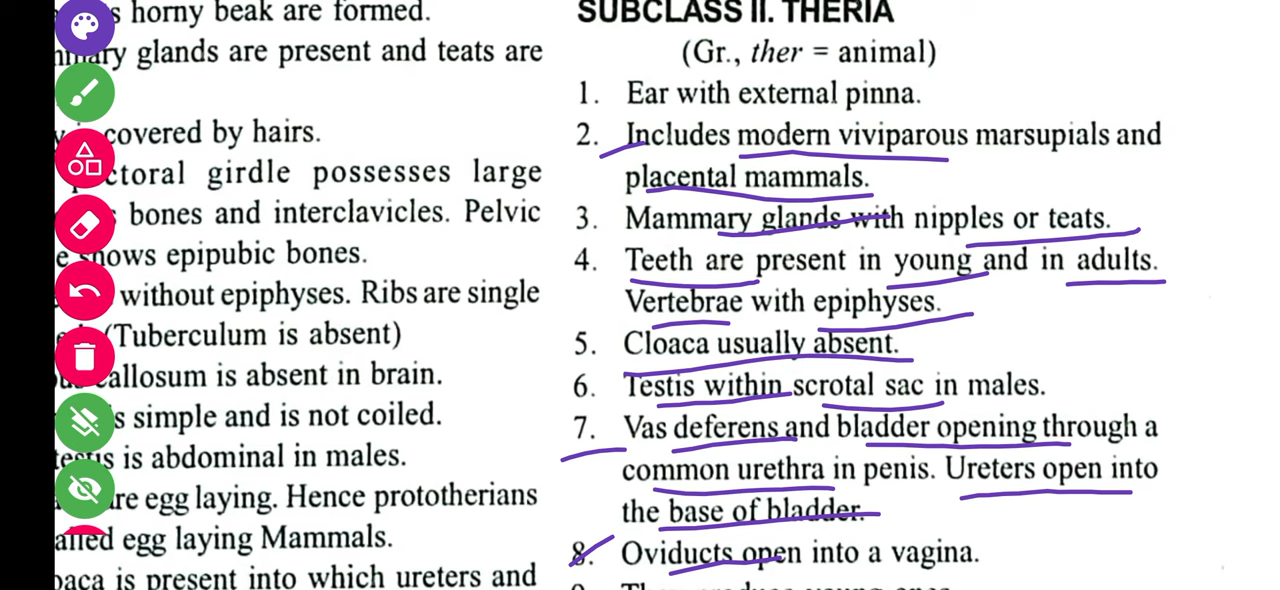 s horny beak are formed.
glands are present and teats are
covered by hairs.
girdle possesses large
bones and interclavicles. Pelvic
shows epipubic bones.
without epiphyses. Ribs are single
(Tuberculum is absent)
callosum is absent in brain.
s simple and is not coiled.
testis is abdominal in males.
re egg laying. Hence prototherians
alled egg laying Mammals.
is present into which ureters and
SUBCLASS II. THERIA
(Gr., ther = animal)
1. Ear with external pinna.
2. Includes modern viviparous marsupials and
placental mammals.
3. Mammary glands with nipples or teats.
4. Teeth are present in young and in adults.
Vertebrae with epiphyses.
5. Cloaca usually absent.
6. Testis within scrotal sac in males.
7. Vas deferens and bladder opening through a
common urethra in penis. Ureters open into
the base of bladder.
8. Oviducts open into a vagina.